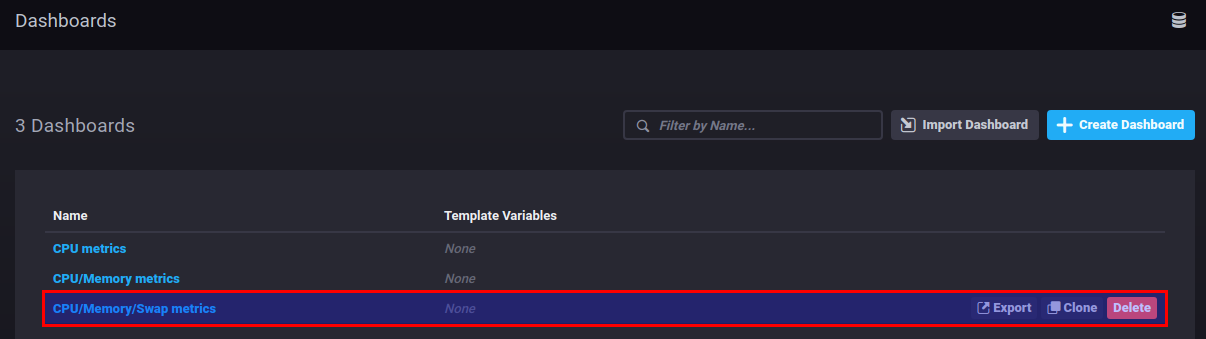 Dashboards
3 Dashboards Filter by Name... Import Dashboard Create Dashboard
Name Template Variables
CPU metrics None
CPU/Memory metrics None
CPU/Memory/Swap metrics None Export Clone Delete